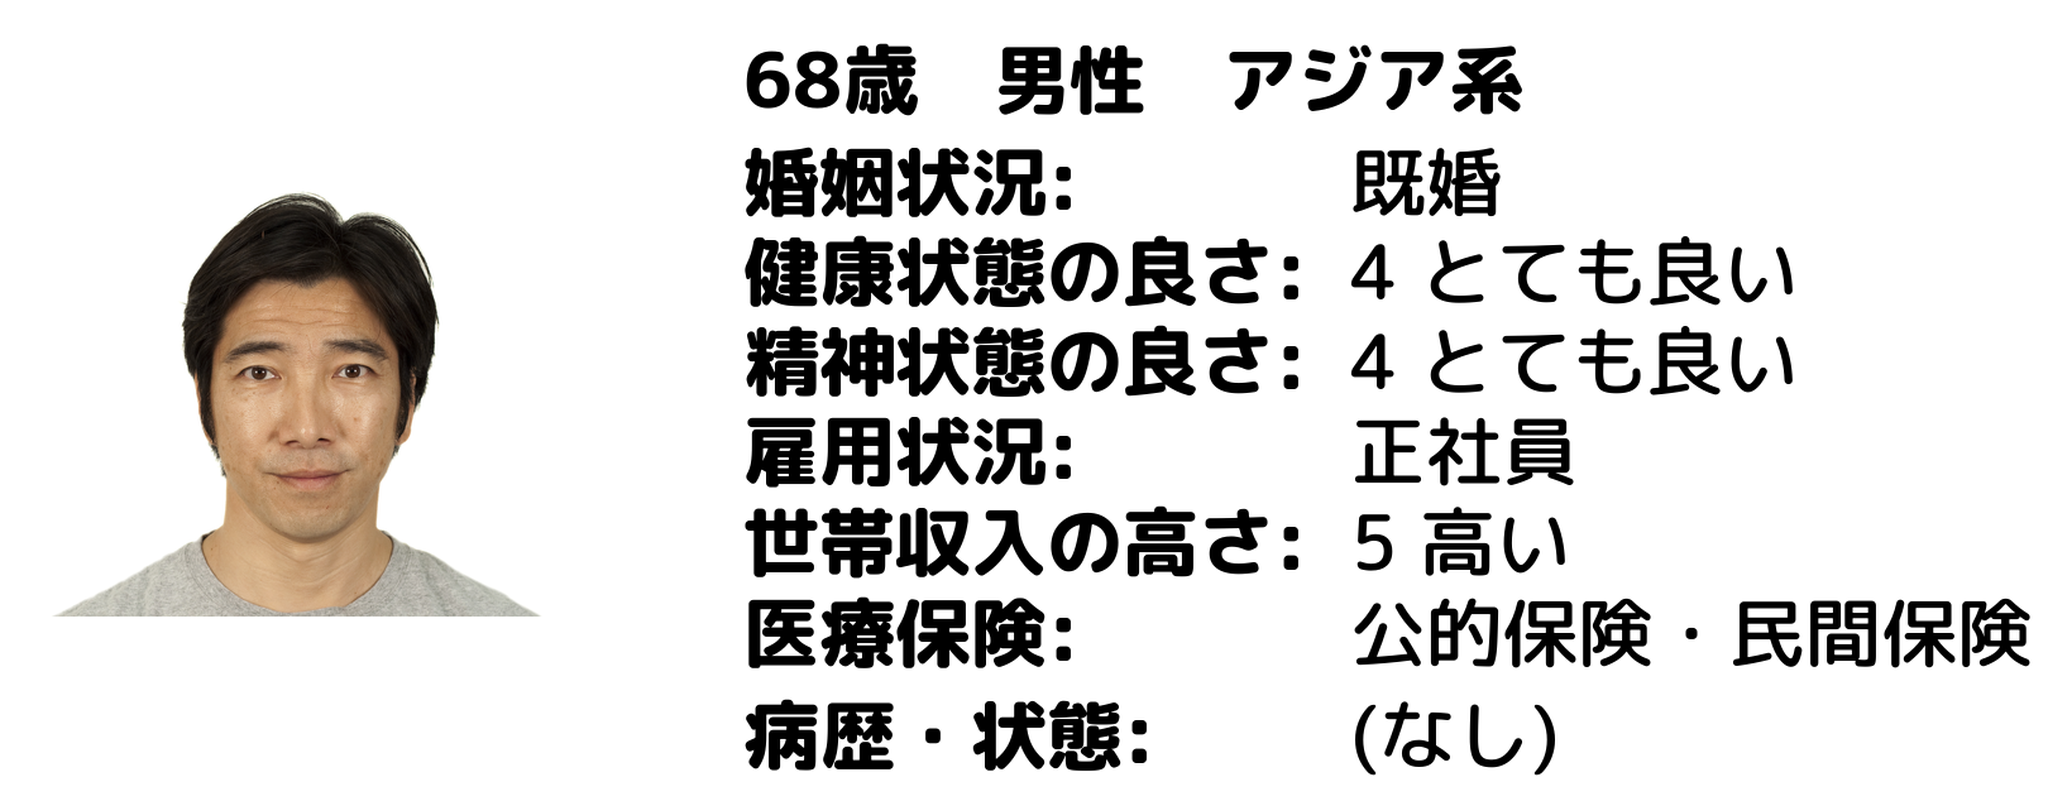 68歳　男性　アジア系
婚姻状況: 既婚
健康状態の良さ: 4 とても良い
精神状態の良さ: 4 とても良い
雇用状況: 正社員
世帯収入の高さ: 5 高い
医療保険: 公的保険・民間保険
病歴・状態: (なし)